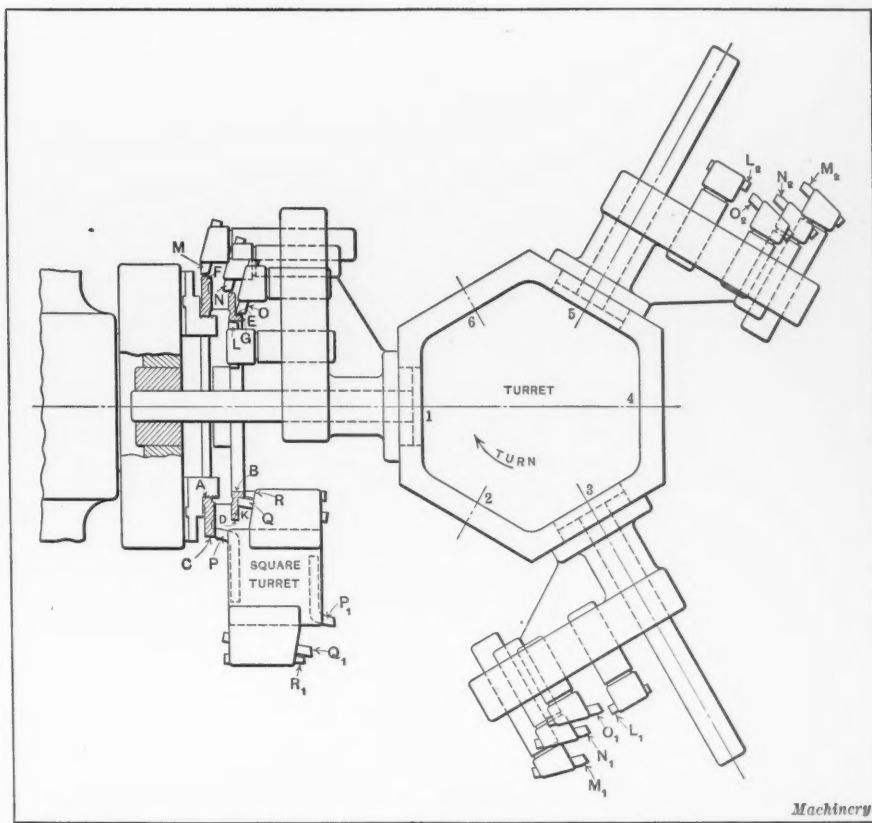 L2
M2
N2
O2
M
F
N
O
E
L
G
6
5
TURRET
1
4
TURN
B
A
R
Q
D
K
C
P
2
3
SQUARE
TURRET
P1
Q1
R1
O1
L1
N1
M1
Machinery